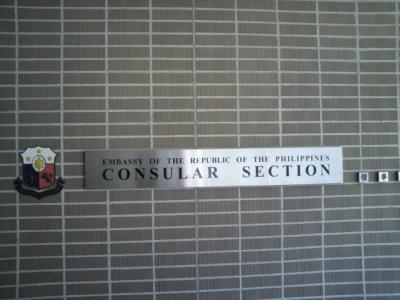 EMBASSY OF THE REPUBLIC OF THE PHILIPPINES
CONSULAR SECTION